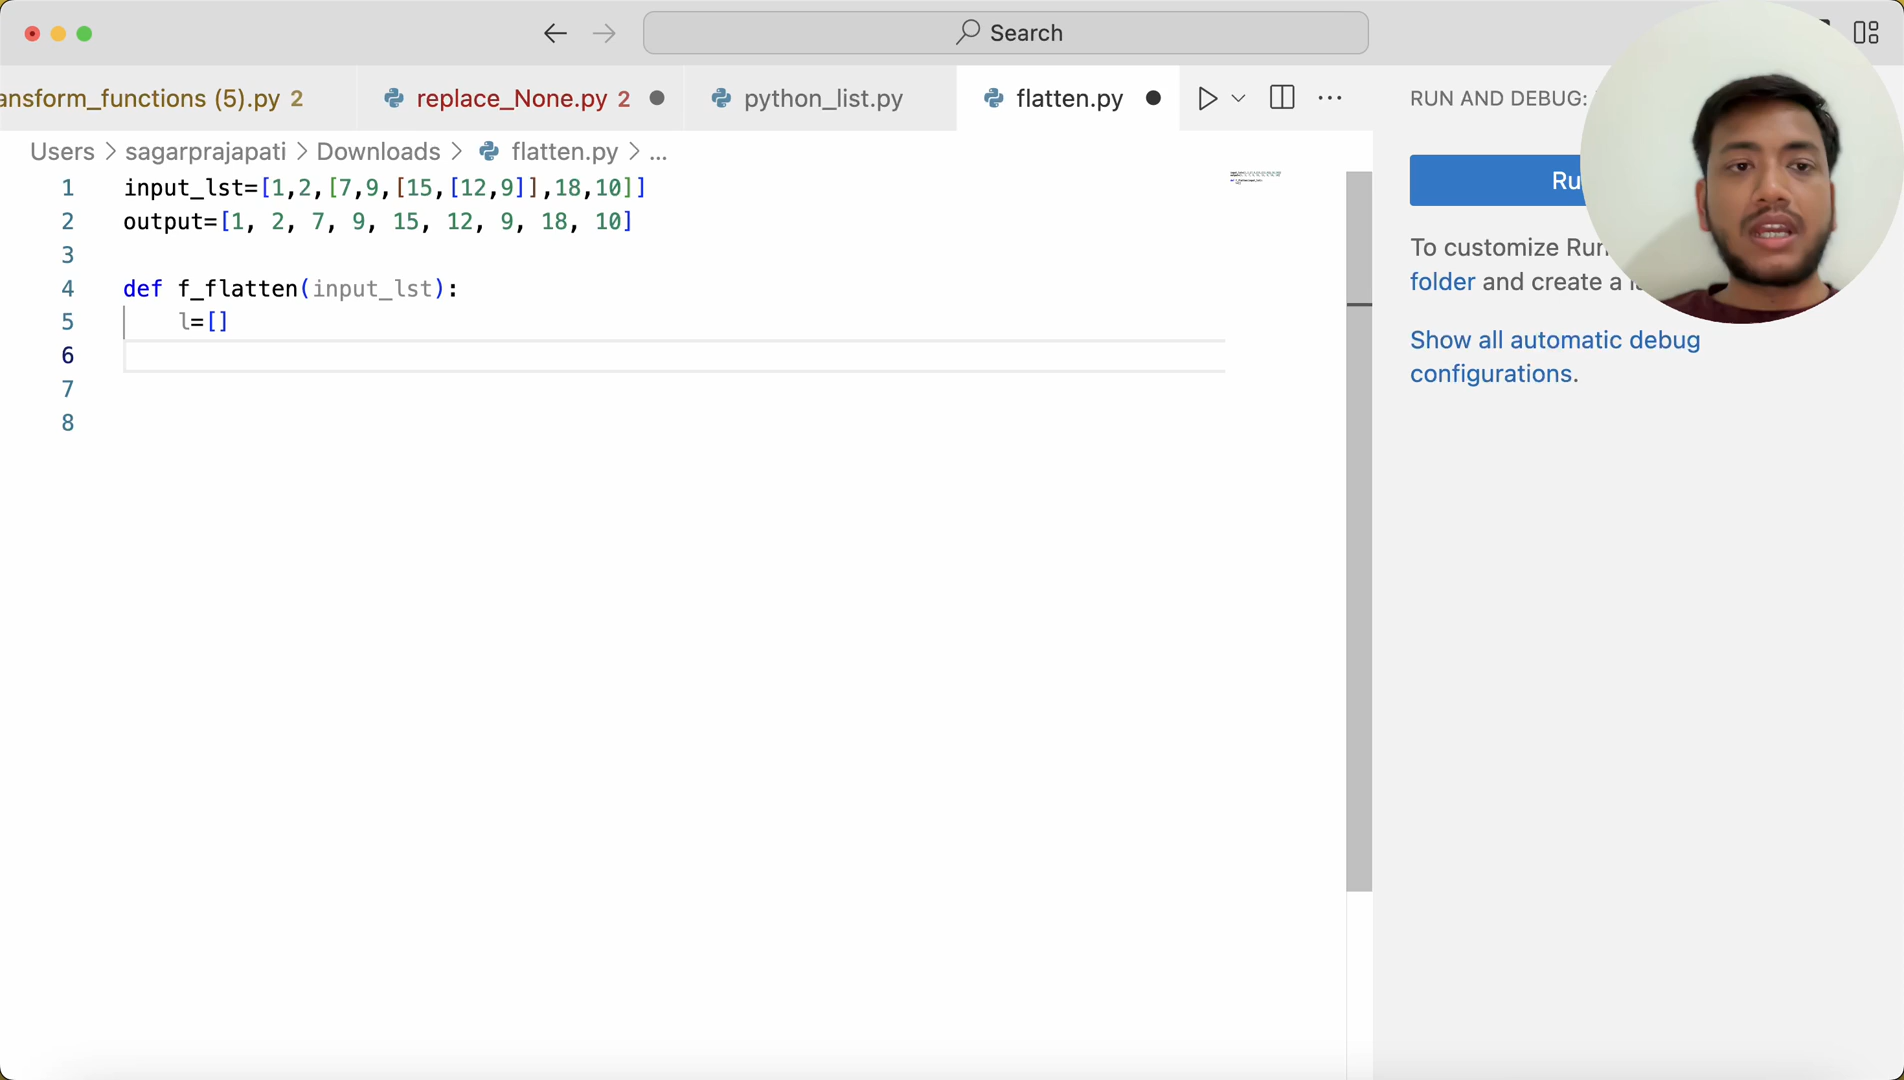 Search
ansform_functions (5).py 2
replace_None.py 2
python_list.py
flatten.py
RUN AND DEBUG:
Users > sagarprajapati > Downloads > flatten.py > ...
1 input_lst=[1,2,[7,9,[15,[12,9]],18,10]]
2 output=[1, 2, 7, 9, 15, 12, 9, 18, 10]
3
4 def f_flatten(input_lst):
5 l=[]
6
7
8
Ru
To customize Run
folder and create a
Show all automatic debug
configurations.